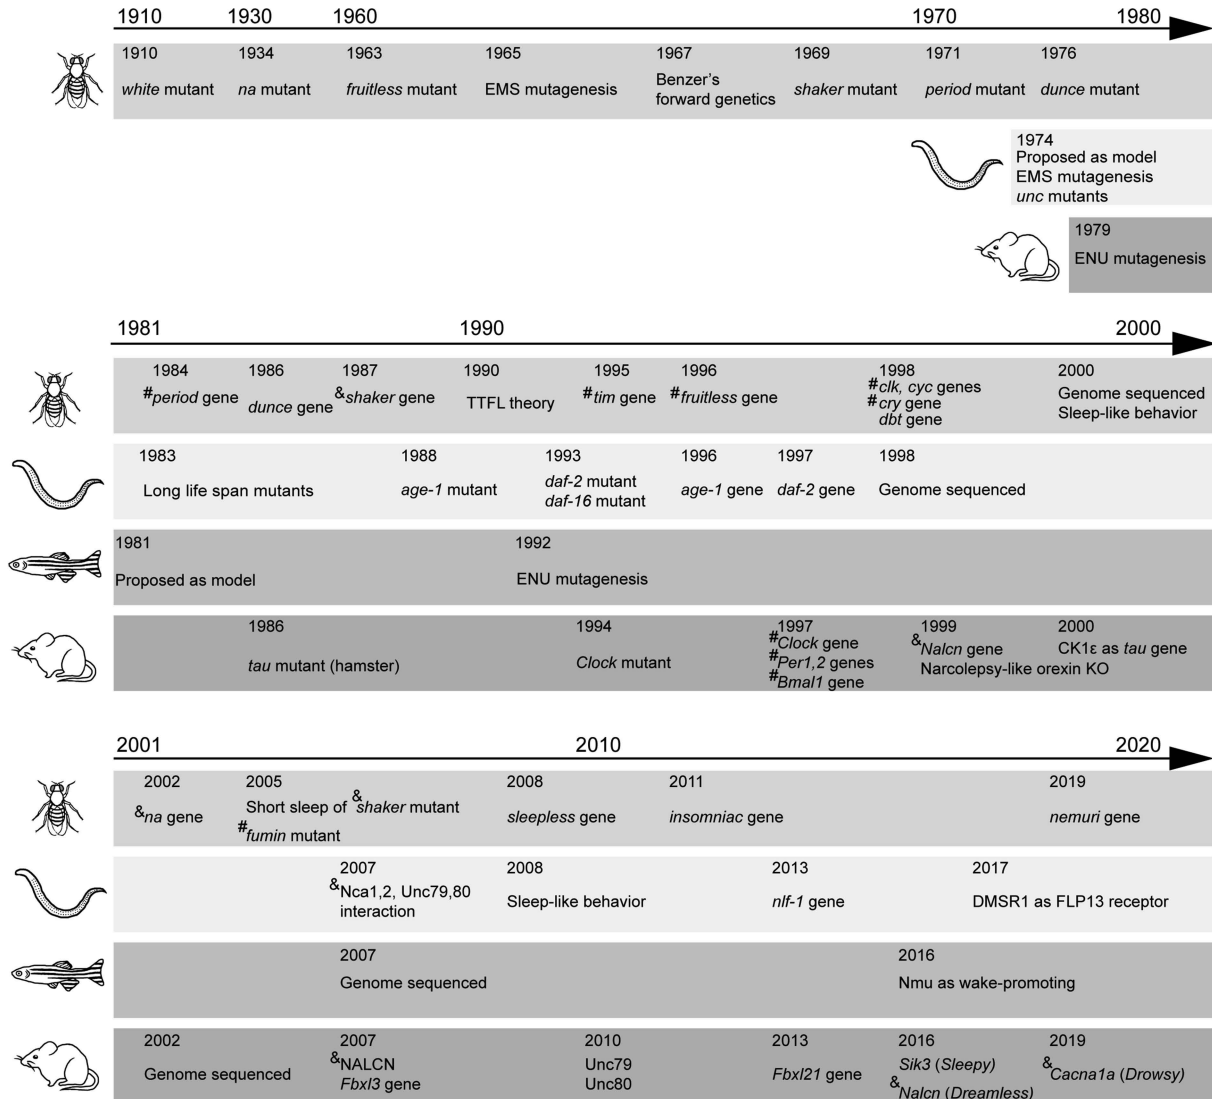 1910 1930 1960 1970 1980
1910 1934 1963 1965 1967 1969 1971 1976
white mutant na mutant fruitless mutant EMS mutagenesis Benzer's forward genetics shaker mutant period mutant dunce mutant
1974
Proposed as model
EMS mutagenesis
unc mutants
1979
ENU mutagenesis
1981 1990 2000
1984 1986 1987 1990 1995 1996 1998 2000
#period gene dunce gene &shaker gene TTFL theory #tim gene #fruitless gene
#clk, cyc genes
#cry gene
dbt gene
Genome sequenced
Sleep-like behavior
1983 1988 1993 1996 1997 1998
Long life span mutants age-1 mutant
daf-2 mutant
daf-16 mutant
age-1 gene daf-2 gene Genome sequenced
1981 1992
Proposed as model ENU mutagenesis
1986 1994 1997 1999 2000
tau mutant (hamster) Clock mutant
#Clock gene
#Per1,2 genes
#Bmal1 gene
&Nalcn gene
Narcolepsy-like orexin KO
CK1ε as tau gene
2001 2010 2020
2002 2005 2008 2011 2019
&na gene
Short sleep of &shaker mutant
#fumin mutant
sleepless gene insomniac gene nemuri gene
2007 2008 2013 2017
&Nca1,2, Unc79,80
interaction
Sleep-like behavior nlf-1 gene DMSR1 as FLP13 receptor
2007 2016
Genome sequenced Nmu as wake-promoting
2002 2007 2010 2013 2016 2019
Genome sequenced
&NALCN
Fbxl3 gene
Unc79
Unc80
Fbxl21 gene
Sik3 (Sleepy)
&Nalcn (Dreamless)
&Cacna1a (Drowsy)